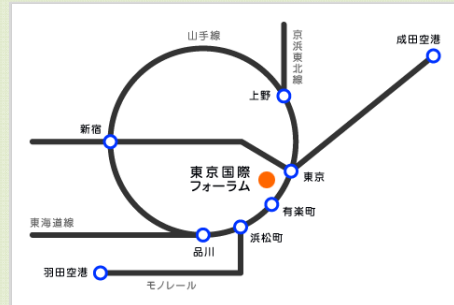 山手線
京浜東北線
成田空港
上野
新宿
東京国際
フォーラム
東京
有楽町
東海道線
浜松町
品川
羽田空港
モノレール